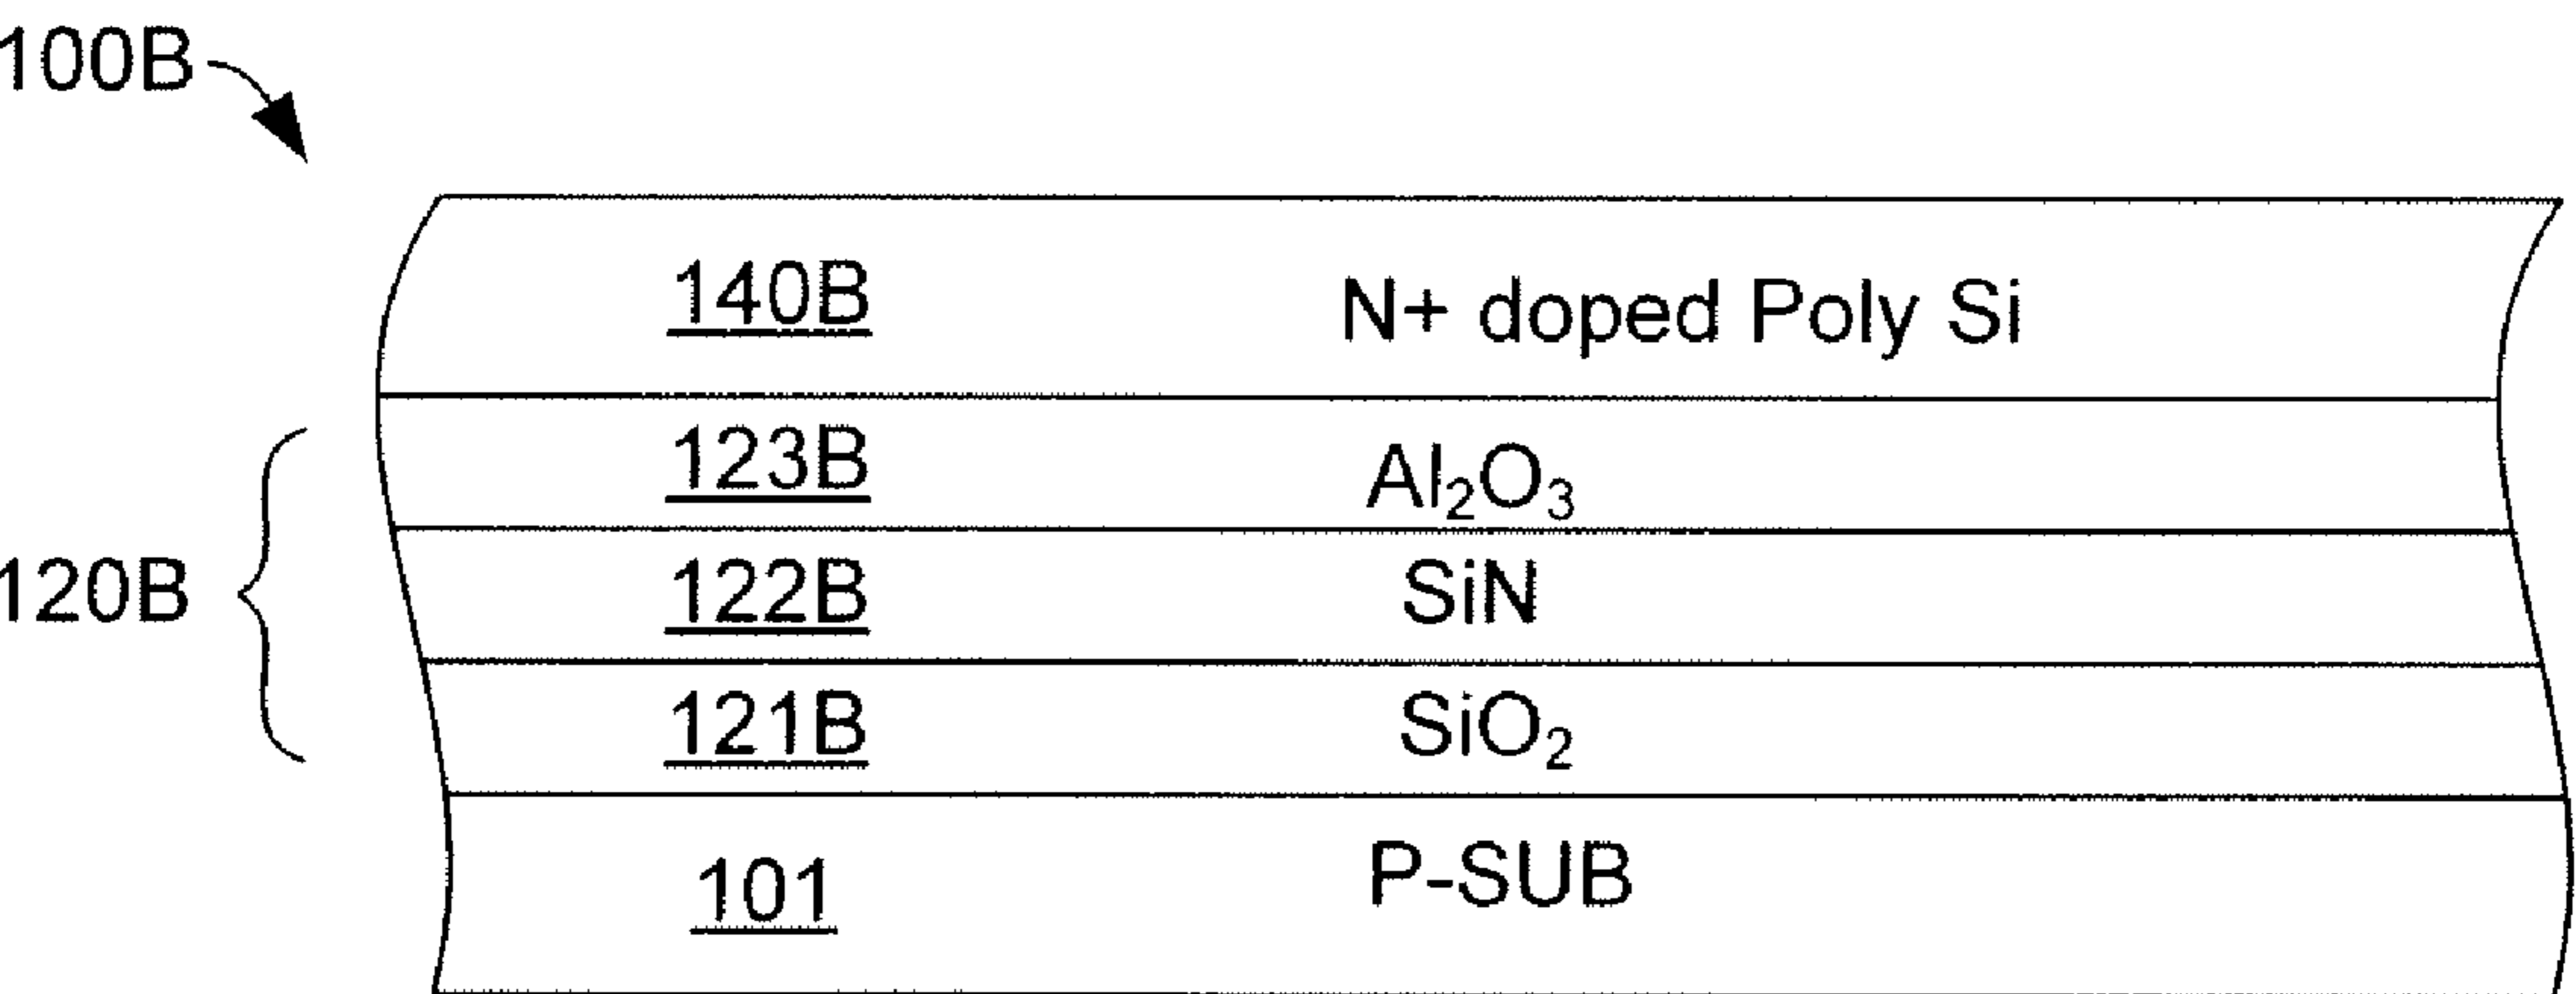 100B
140B N+ doped Poly Si
123B Al₂O₃
120B 122B SiN
121B SiO₂
101 P-SUB